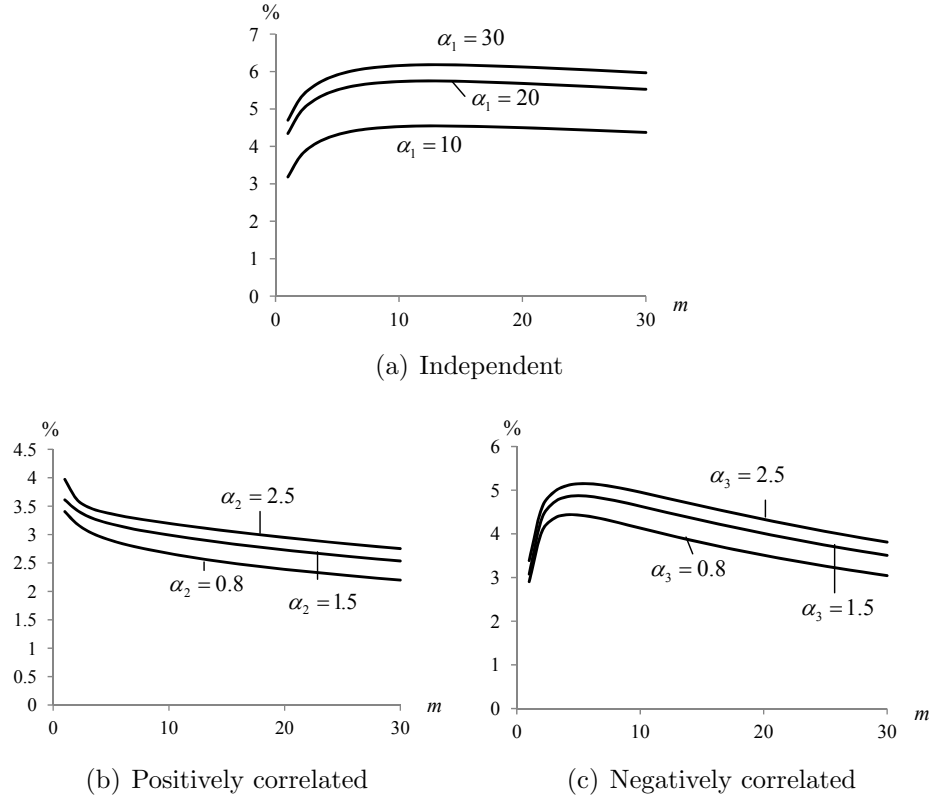 %
7
6
5
4
3
2
1
0
α₁ = 30
α₁ = 20
α₁ = 10
0 10 20 30 m
(a) Independent
%
4.5
4
3.5
3
2.5
2
1.5
1
0.5
0
α₂ = 2.5
α₂ = 0.8
α₂ = 1.5
0 10 20 30 m
(b) Positively correlated
%
6
5
4
3
2
1
0
α₃ = 2.5
α₃ = 0.8
α₃ = 1.5
0 10 20 30 m
(c) Negatively correlated